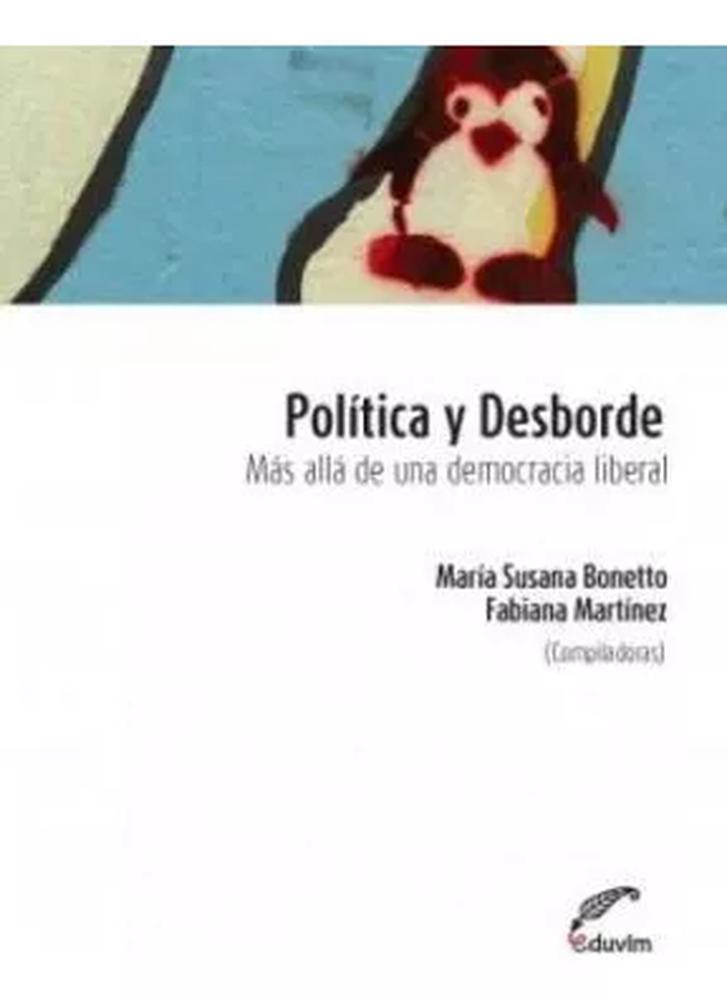 Política y Desborde
Más allá de una democracia liberal
María Susana Bonetto
Fabiana Martínez
(Compiladoras)
eduvim